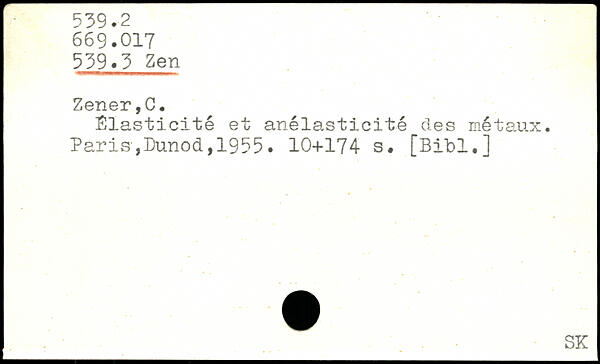 539.2
669.017
539.3 Zen
Zener,C.
Élasticité et anélasticité des métaux.
Paris,Dunod,1955. 10+174 s. [Bibl.]
SK